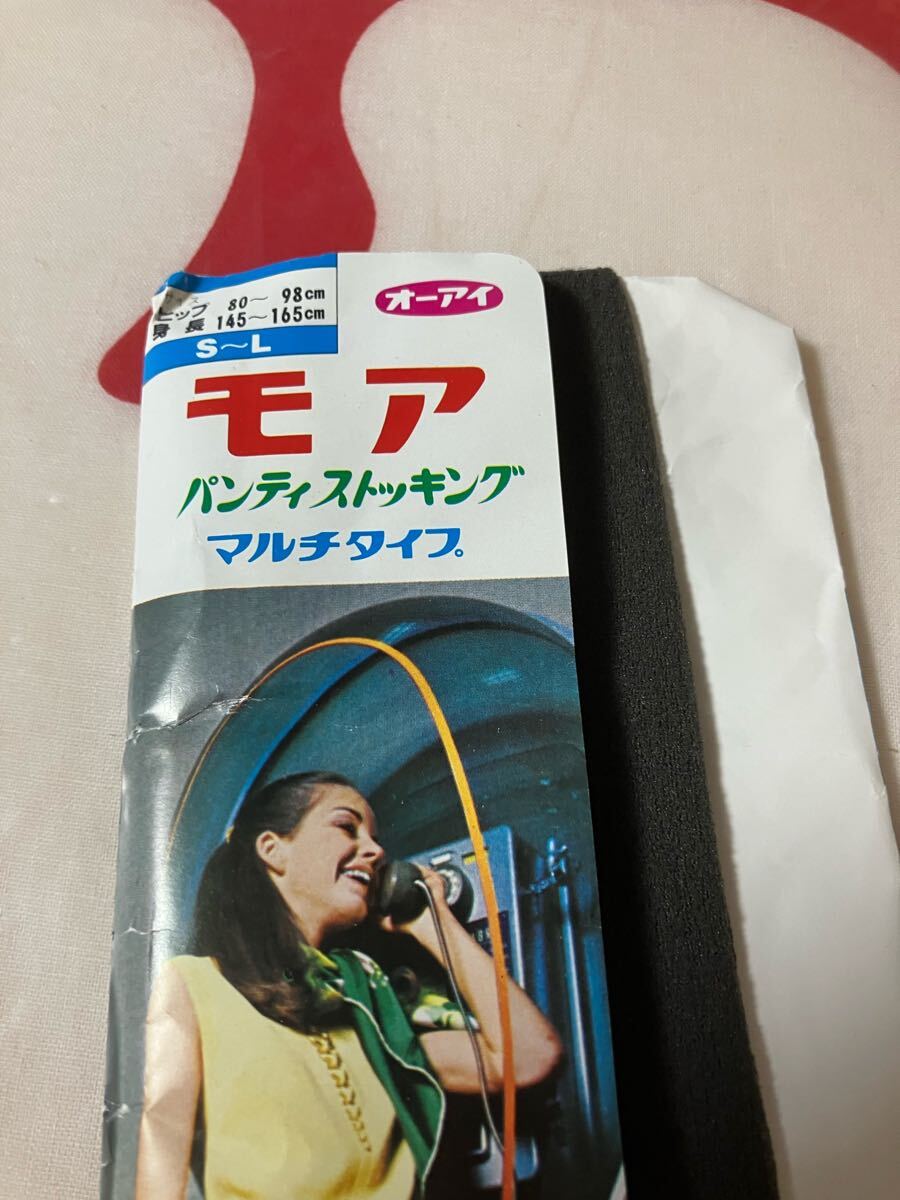 ヒップ 80～98cm
身長 145～165cm
S～L
オーアイ
モア
パンティストッキング
マルチタイプ。